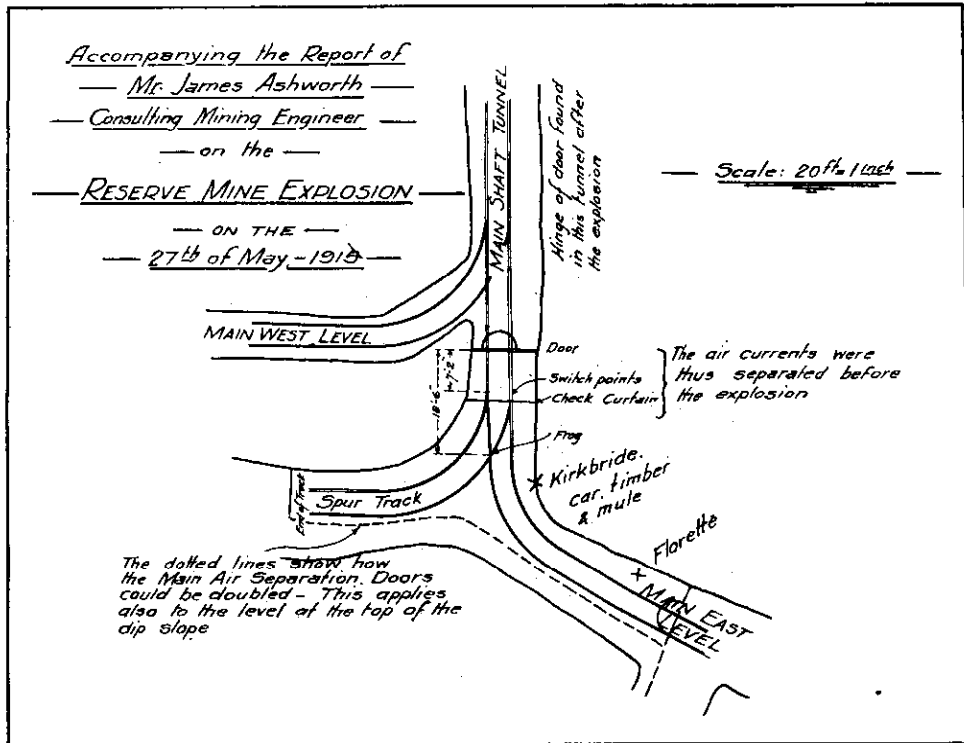 Accompanying the Report of
Mr. James Ashworth
Consulting Mining Engineer
on the
RESERVE MINE EXPLOSION
ON THE
27th of May - 1915
MAIN SHAFT TUNNEL
Hinge of door found
in this tunnel after
the explosion
Scale: 20ft = 1 inch
MAIN WEST LEVEL
Door
7'-2"
18'-6"
Switch points
Check Curtain
The air currents were
thus separated before
the explosion
Frog
Kirkbride.
car. timber
& mule
Spur Track
End of Track
Florette
MAIN EAST
LEVEL
The dotted lines show how
the Main Air Separation Doors
could be doubled - This applies
also to the level at the top of the
dip slope